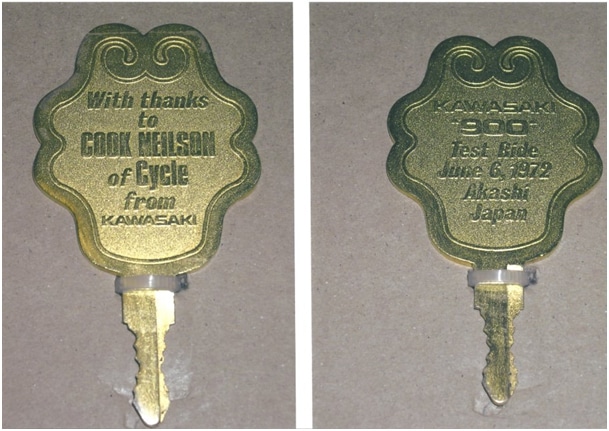 With thanks
to
COOK NEILSON
of Cycle
from
KAWASAKI
KAWASAKI
"900"
Test Ride
June 6, 1972
Akashi
Japan